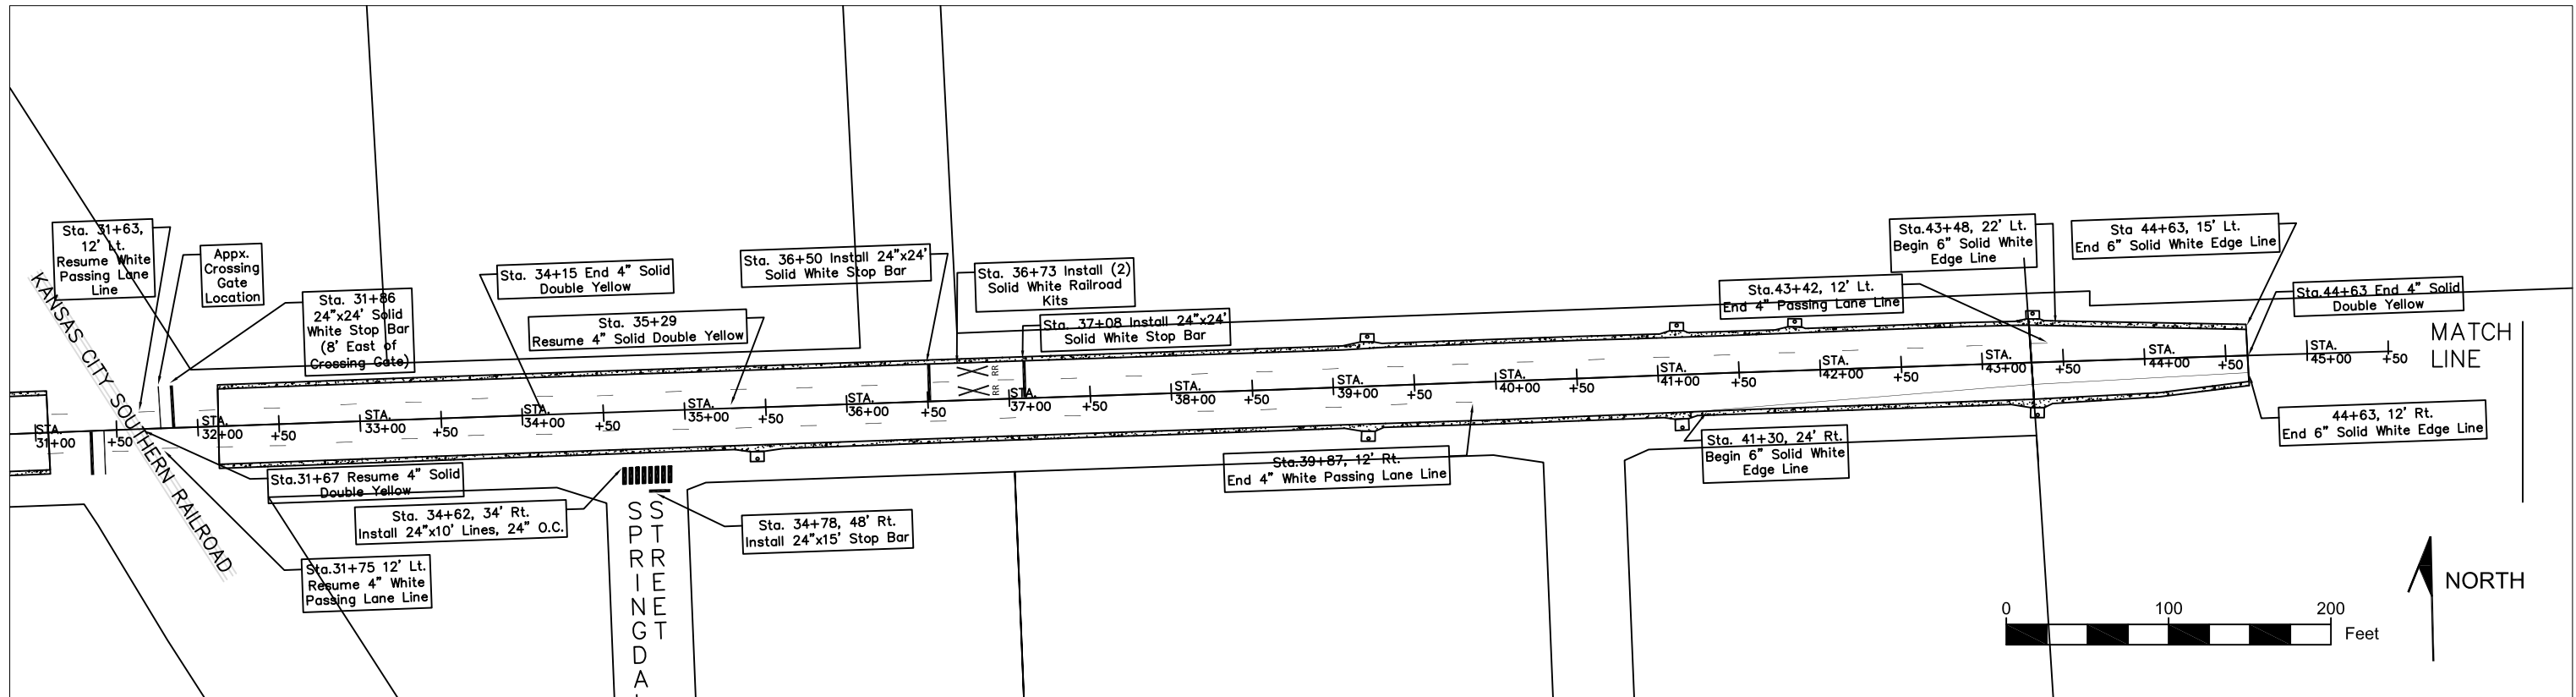 Sta. 31+63,
12' Lt.
Resume White
Passing Lane
Line
Appx.
Crossing
Gate
Location
Sta. 31+86
24"x24' Solid
White Stop Bar
(8' East of
Crossing Gate)
Sta. 34+15 End 4" Solid
Double Yellow
Sta. 35+29
Resume 4" Solid Double Yellow
Sta. 36+50 Install 24"x24'
Solid White Stop Bar
Sta. 36+73 Install (2)
Solid White Railroad
Kits
Sta. 37+08 Install 24"x24'
Solid White Stop Bar
Sta.43+42, 12' Lt.
End 4" Passing Lane Line
Sta.43+48, 22' Lt.
Begin 6" Solid White
Edge Line
Sta 44+63, 15' Lt.
End 6" Solid White Edge Line
Sta.44+63 End 4" Solid
Double Yellow
MATCH
LINE
KANSAS CITY SOUTHERN RAILROAD
STA.
31+00
+50
STA.
32+00
+50
STA.
33+00
+50
STA.
34+00
+50
STA.
35+00
+50
STA.
36+00
+50
RR
RR
STA.
37+00
+50
STA.
38+00
+50
STA.
39+00
+50
STA.
40+00
+50
STA.
41+00
+50
STA.
42+00
+50
STA.
43+00
+50
STA.
44+00
+50
STA.
45+00
+50
Sta.31+67 Resume 4" Solid
Double Yellow
Sta. 34+62, 34' Rt.
Install 24"x10' Lines, 24" O.C.
Sta.31+75 12' Lt.
Resume 4" White
Passing Lane Line
SPRINGDA
STREET
Sta. 34+78, 48' Rt.
Install 24"x15' Stop Bar
Sta.39+87, 12' Rt.
End 4" White Passing Lane Line
Sta. 41+30, 24' Rt.
Begin 6" Solid White
Edge Line
44+63, 12' Rt.
End 6" Solid White Edge Line
NORTH
0 100 200
Feet